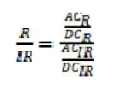 R/IR = (AC_R/DC_R)/(AC_IR/DC_IR)